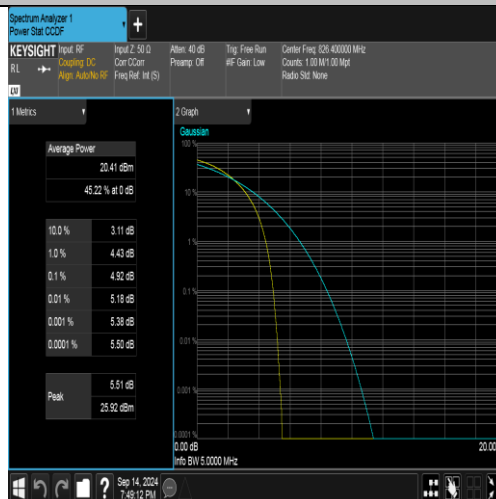 Spectrum Analyzer 1
Power Stat CCDF
+
KEYSIGHT Input: RF Input Z: 50 Ω Atten: 40 dB Trig: Free Run Center Freq: 826.400000 MHz
RL Coupling: DC Corr CCorr Preamp: Off #IF Gain: Low Counts: 1.00 M/1.00 Mpt
Align: Auto/No RF Freq Ref: Int (S) Radio Std: None
LXI
1 Metrics
Average Power
20.41 dBm
45.22 % at 0 dB
10.0 % 3.11 dB
1.0 % 4.43 dB
0.1 % 4.92 dB
0.01 % 5.18 dB
0.001 % 5.38 dB
0.0001 % 5.50 dB
Peak 5.51 dB
25.92 dBm
2 Graph
Gaussian
100 %
10 %
1 %
0.1 %
0.01 %
0.001 %
0.0001 %
0.00 dB 20.00
Info BW 5.0000 MHz
? Sep 14, 2024
7:49:12 PM